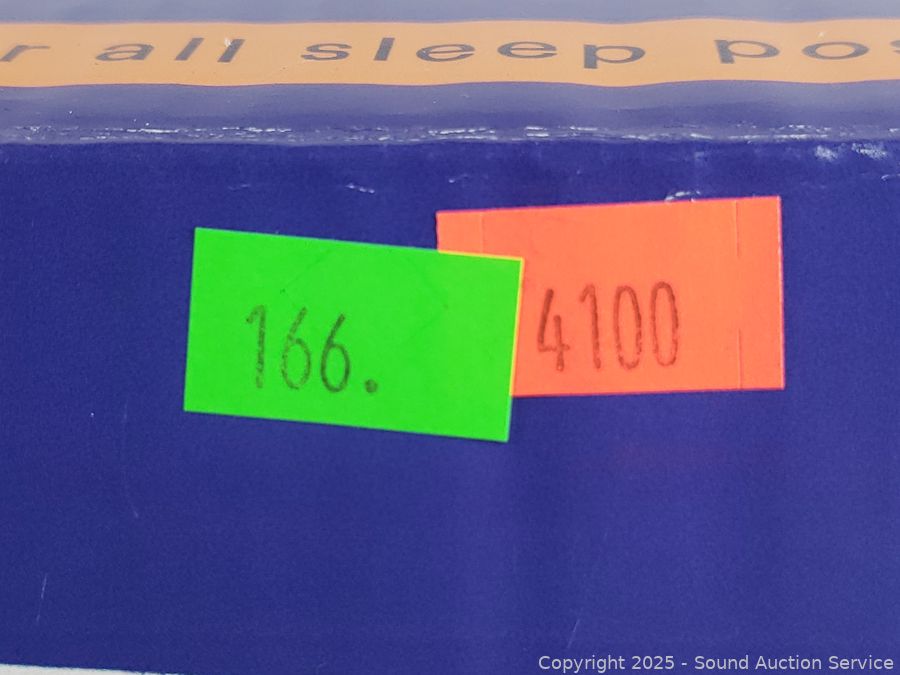 r all sleep pos
166.
4100
Copyright © 2025 - Sound Auction Service